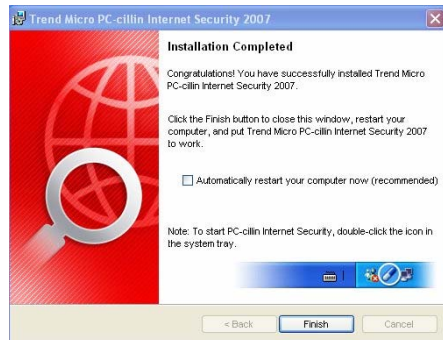 Trend Micro PC-cillin Internet Security 2007
Installation Completed
Congratulations! You have successfully installed Trend Micro
PC-cillin Internet Security 2007.
Click the Finish button to close this window, restart your
computer, and put Trend Micro PC-cillin Internet Security 2007
to work.
Automatically restart your computer now (recommended)
Note: To start PC-cillin Internet Security, double-click the icon in
the system tray.
< Back
Finish
Cancel